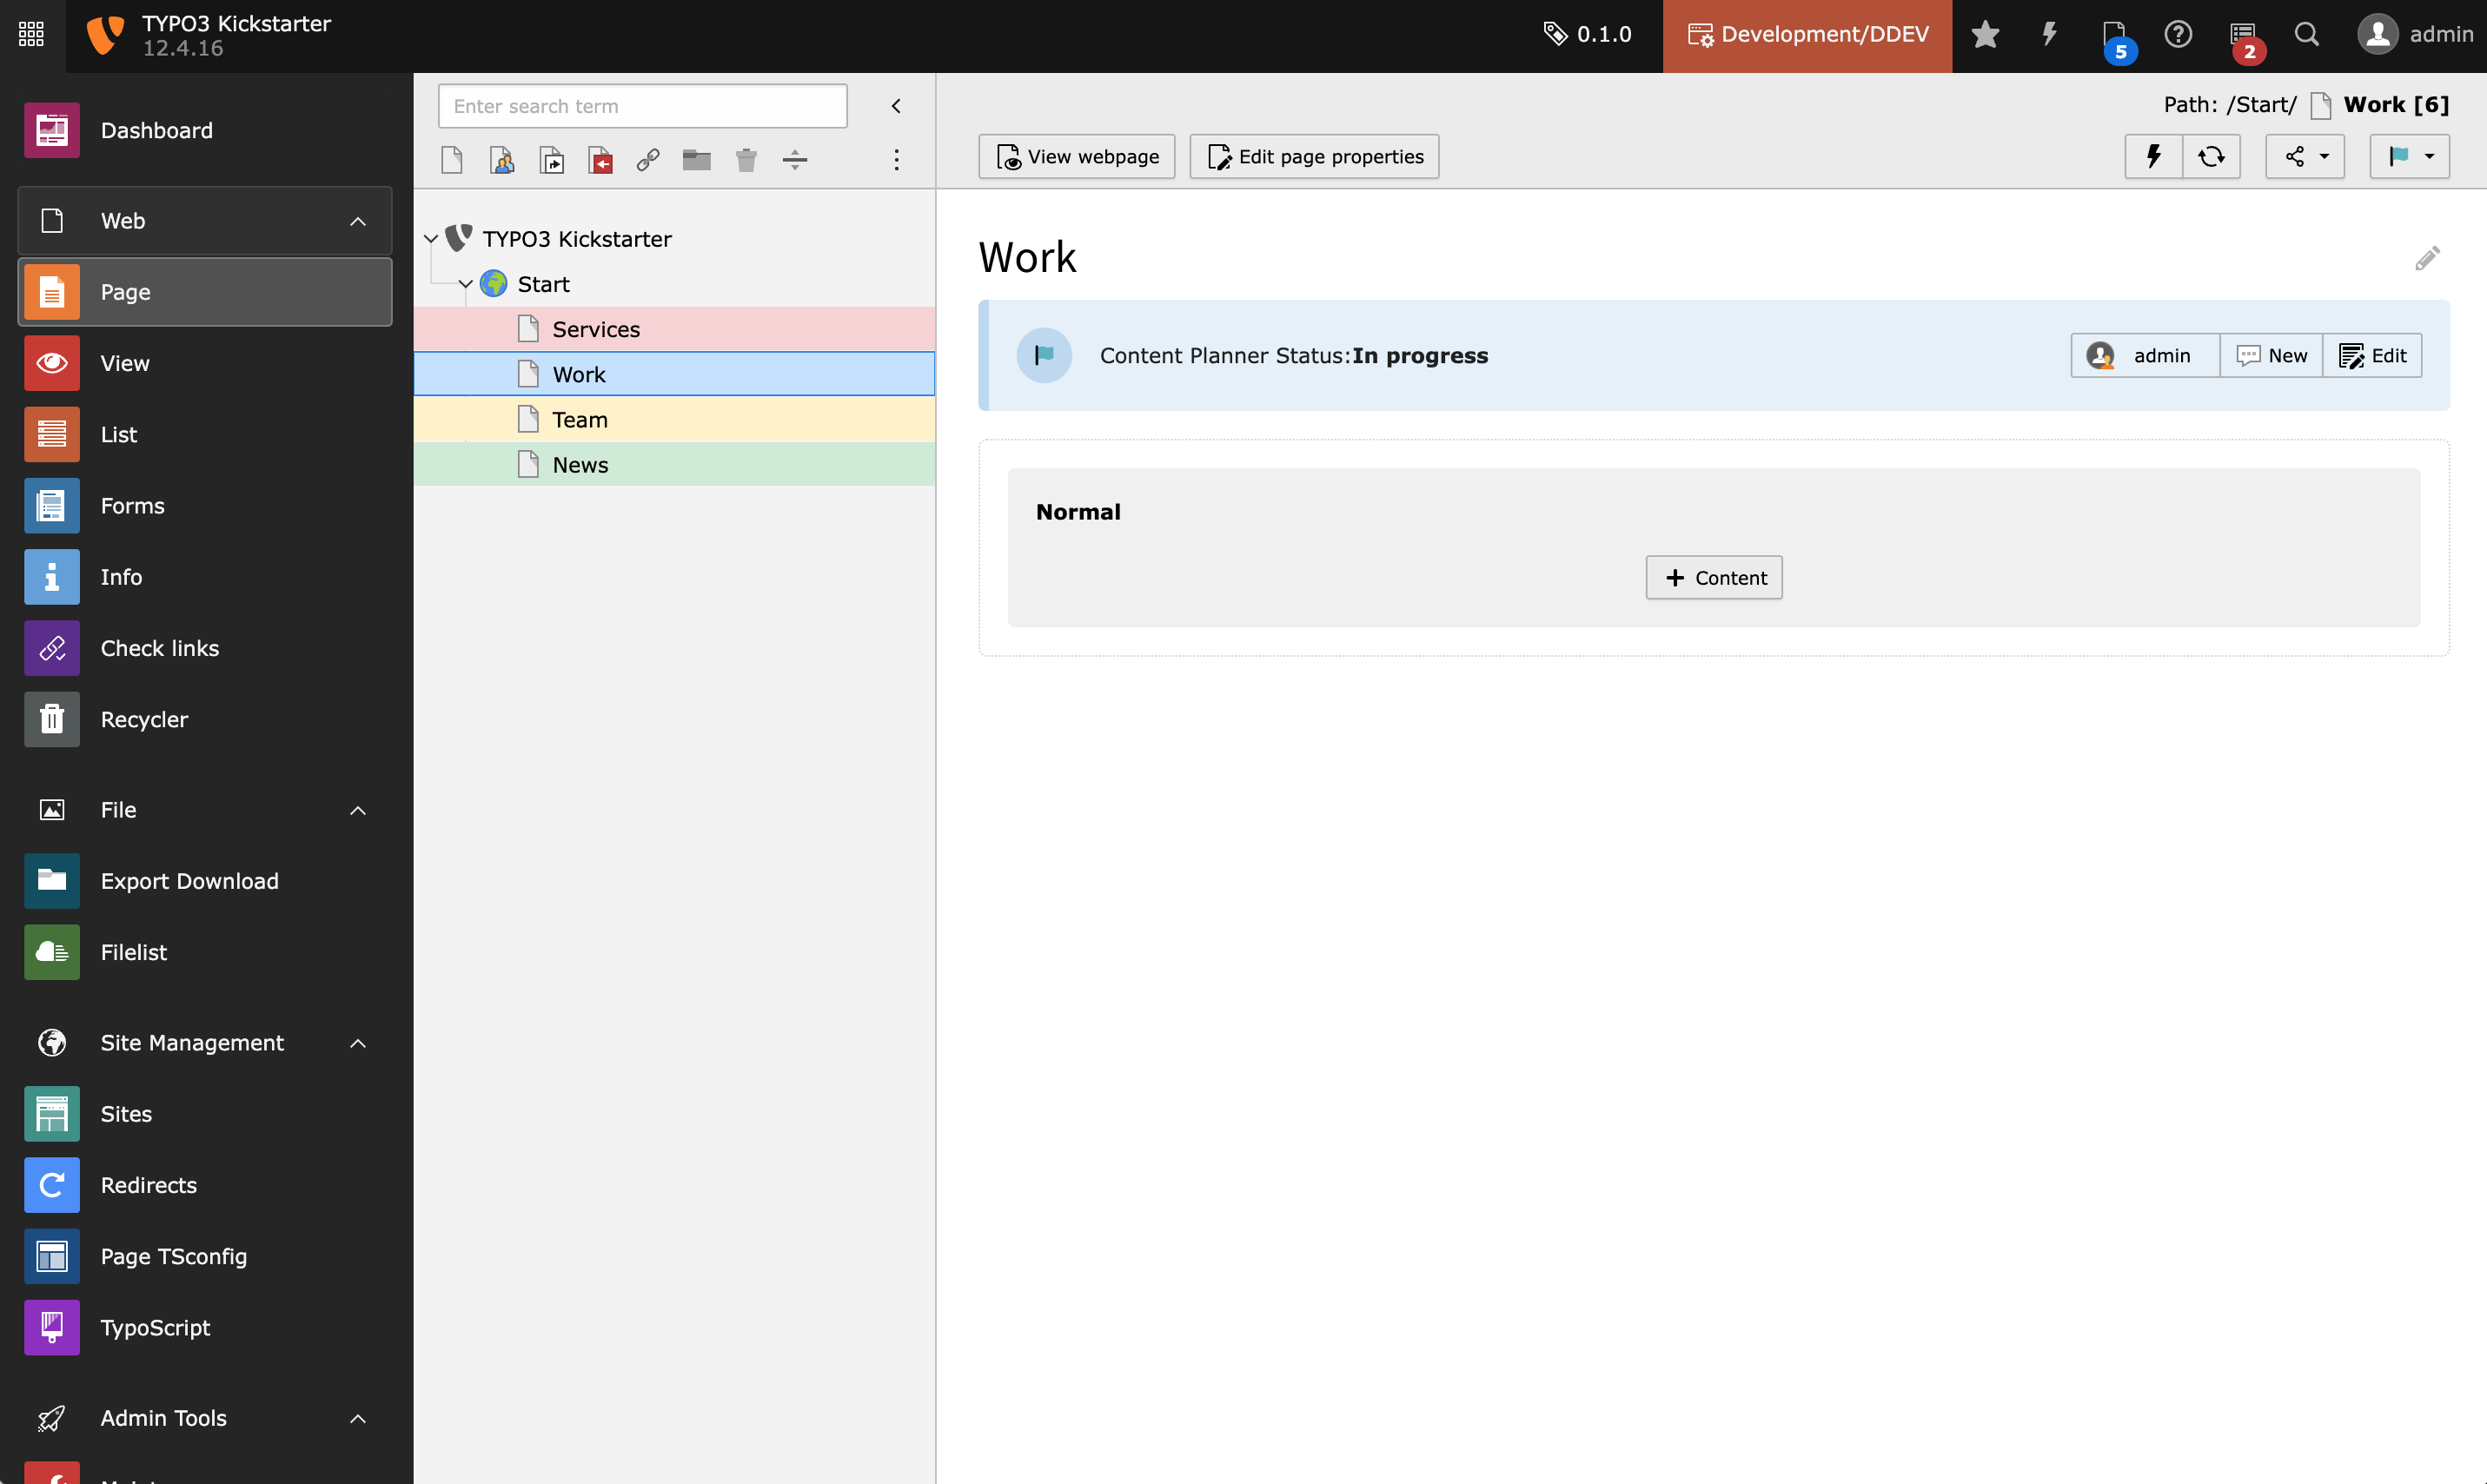 TYPO3 Kickstarter
12.4.16
0.1.0
Development/DDEV
5
2
admin
Dashboard
Web
Page
View
List
Forms
Info
Check links
Recycler
File
Export Download
Filelist
Site Management
Sites
Redirects
Page TSconfig
TypoScript
Admin Tools
Enter search term
TYPO3 Kickstarter
Start
Services
Work
Team
News
Path: /Start/ Work [6]
View webpage
Edit page properties
Work
Content Planner Status:In progress
admin
New
Edit
Normal
+ Content